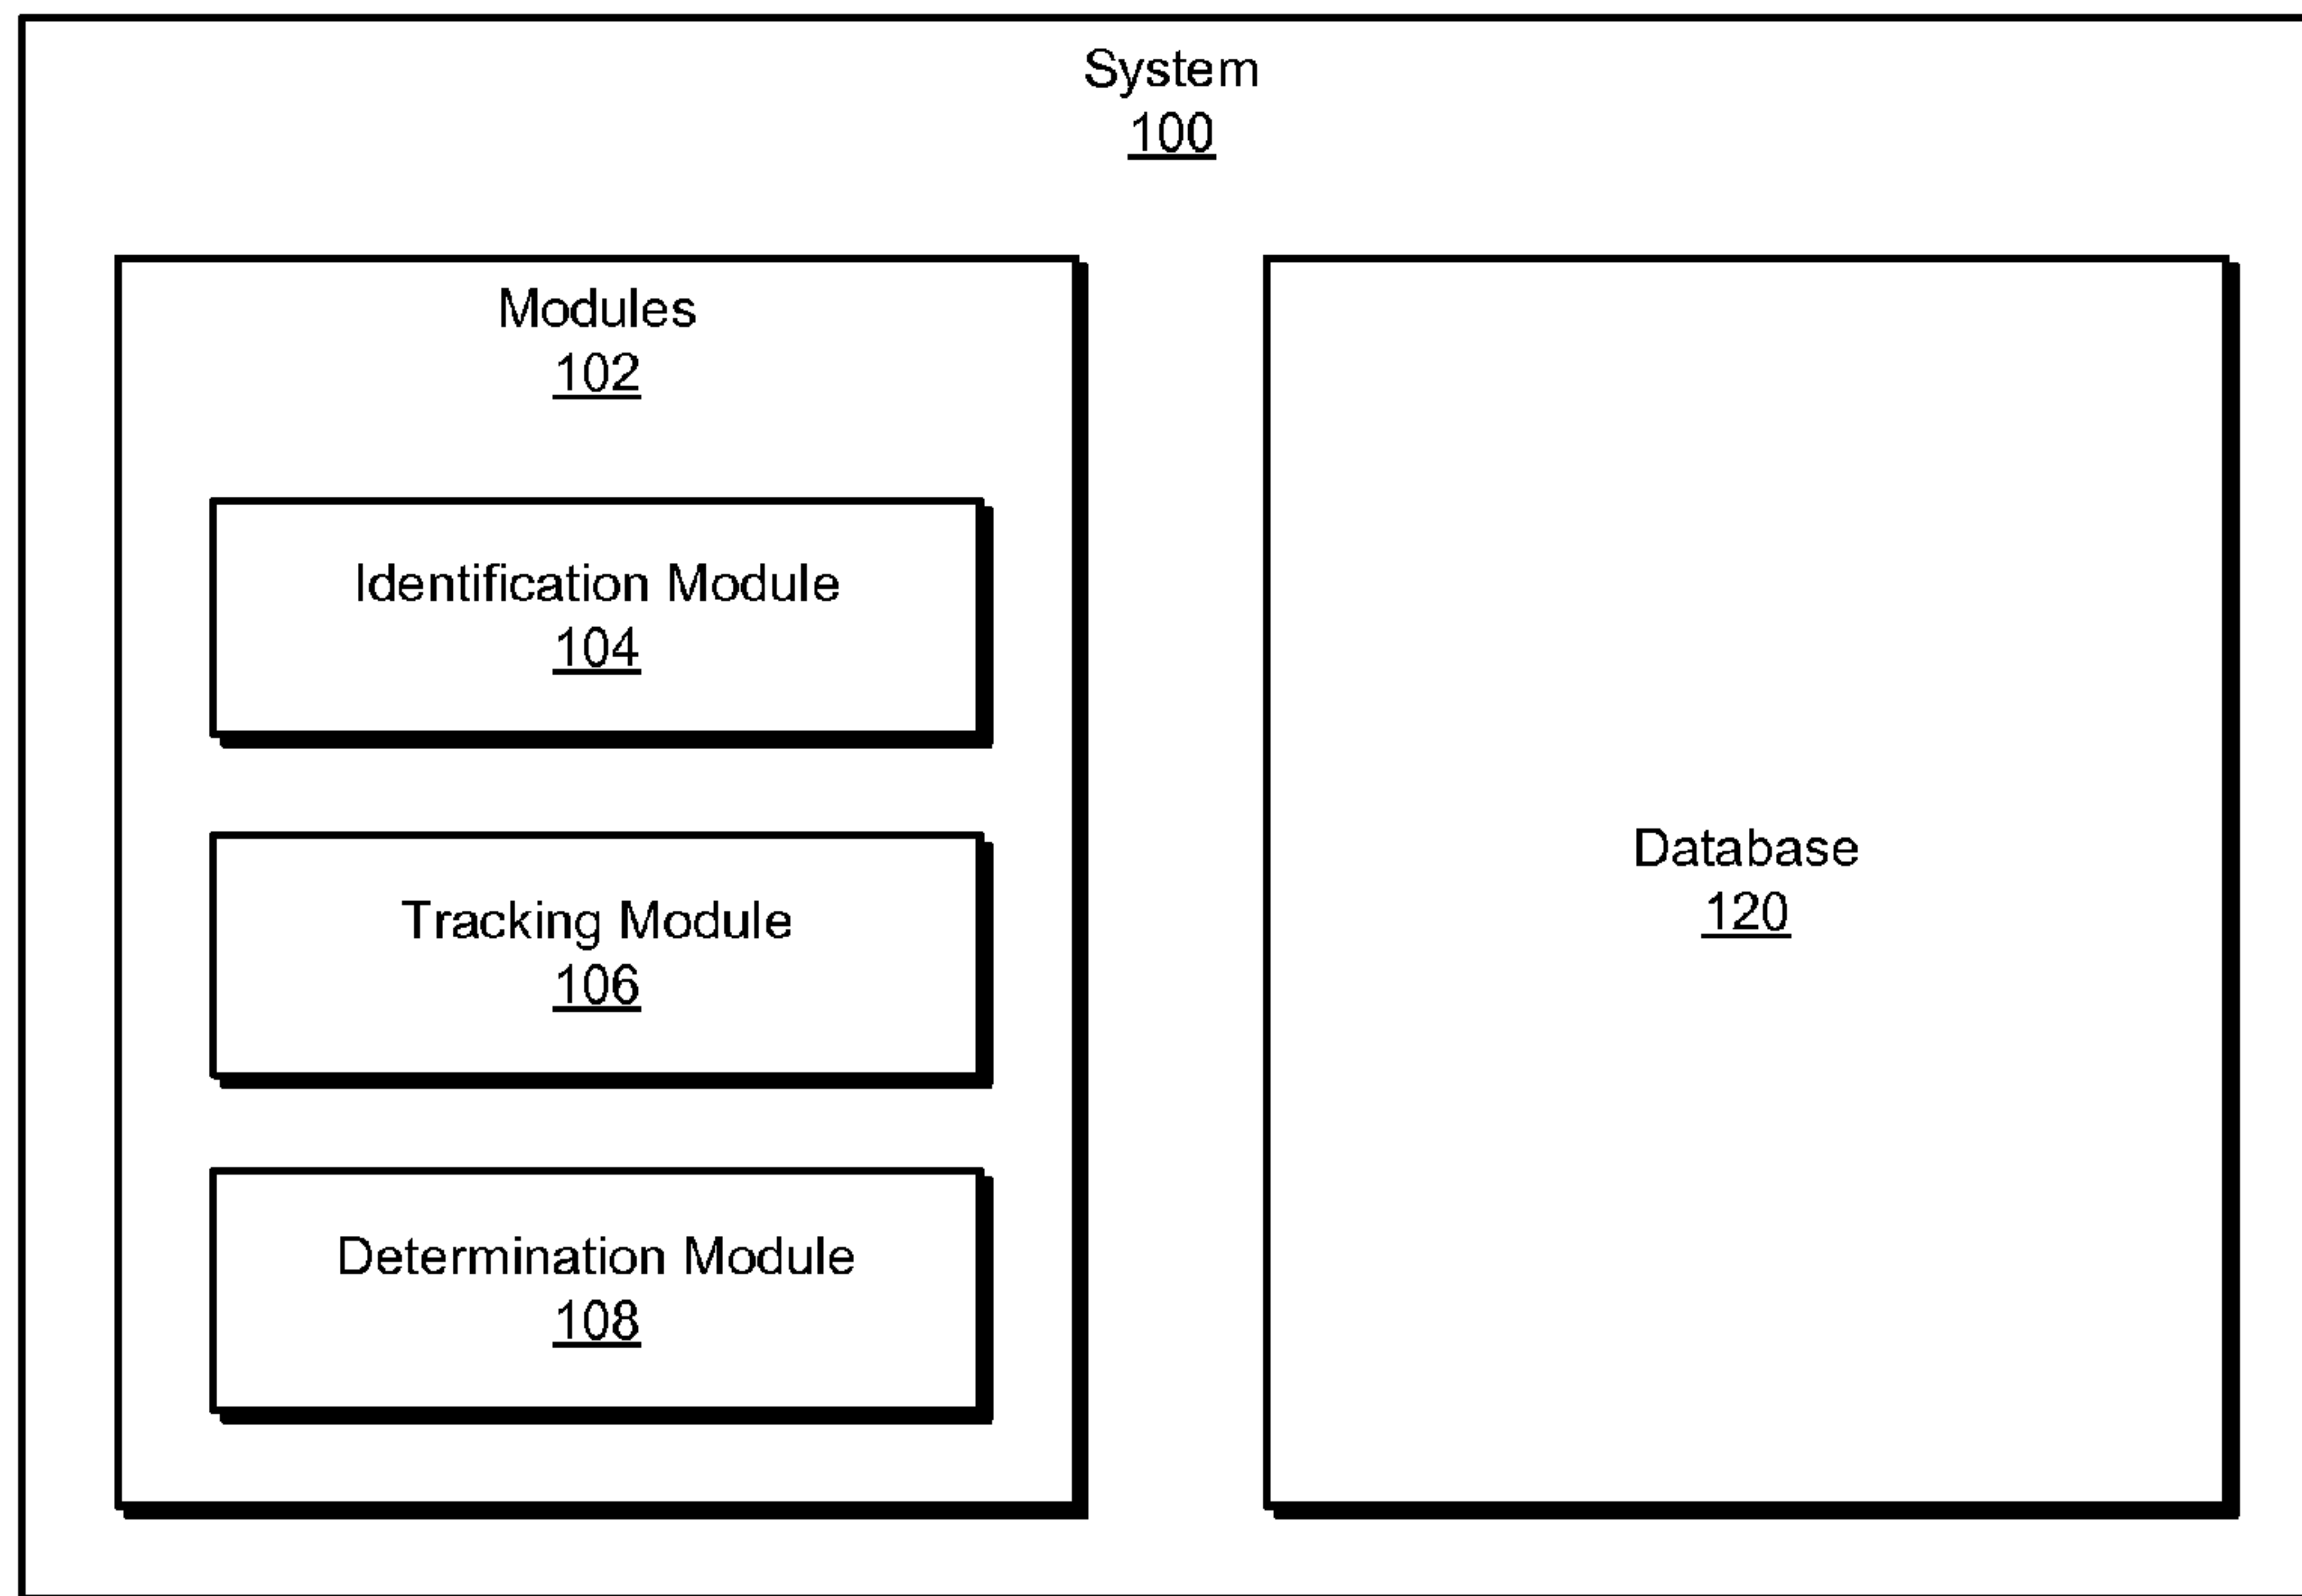 System
100
Modules
102
Identification Module
104
Tracking Module
106
Determination Module
108
Database
120